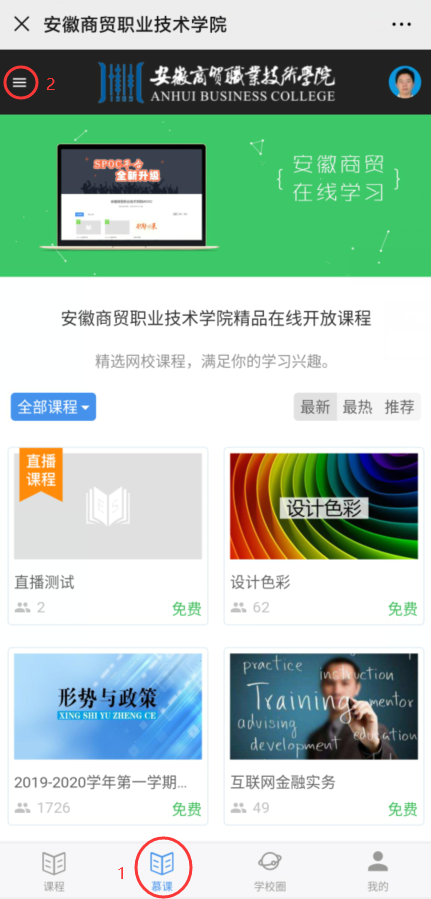 安徽商贸职业技术学院
2
安徽商贸職業技術學院
ANHUI BUSINESS COLLEGE
SPOC平台
全新升级
{ 安徽商贸
在线学习 }
安徽商贸职业技术学院精品在线开放课程
精选网校课程，满足你的学习兴趣。
全部课程
最新 最热 推荐
直播
课程
设计色彩
直播测试
设计色彩
2 免费
62 免费
形势与政策
XING SHI YU ZHENG CE
practice
instruction
Training
mentor
advising
education
development
2019-2020学年第一学期...
互联网金融实务
1726 免费
49 免费
1
课程
慕课
学校圈
我的